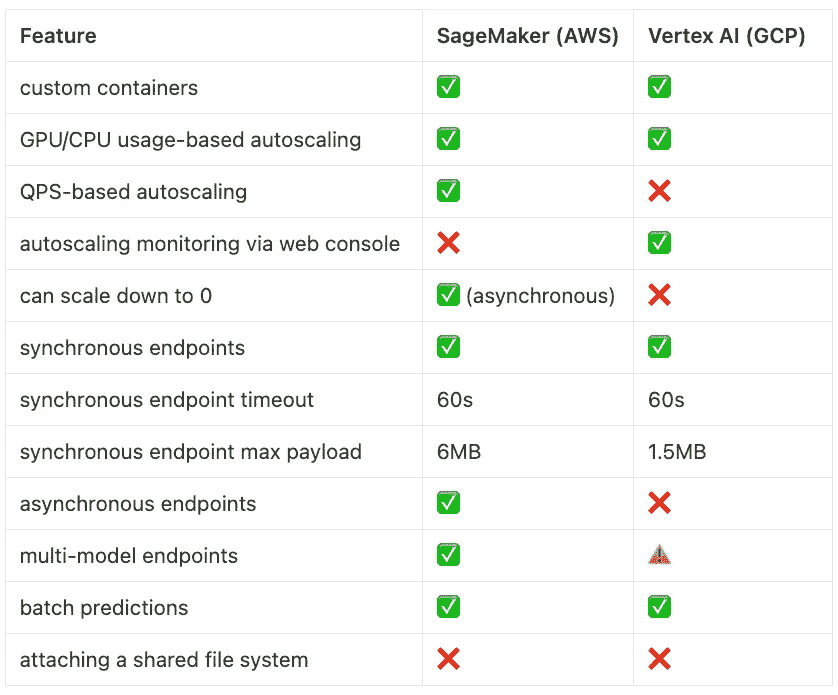 Feature SageMaker (AWS) Vertex AI (GCP)
custom containers ✅ ✅
GPU/CPU usage-based autoscaling ✅ ✅
QPS-based autoscaling ✅ ❌
autoscaling monitoring via web console ❌ ✅
can scale down to 0 ✅ (asynchronous) ❌
synchronous endpoints ✅ ✅
synchronous endpoint timeout 60s 60s
synchronous endpoint max payload 6MB 1.5MB
asynchronous endpoints ✅ ❌
multi-model endpoints ✅ ⚠️
batch predictions ✅ ✅
attaching a shared file system ❌ ❌